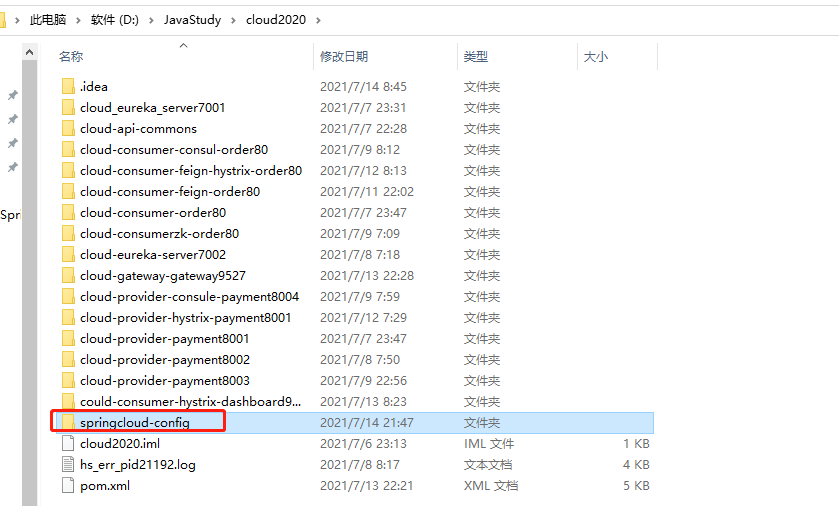 此电脑 > 软件 (D:) > JavaStudy > cloud2020 >
名称 修改日期 类型 大小
.idea 2021/7/14 8:45 文件夹
cloud_eureka_server7001 2021/7/7 23:31 文件夹
cloud-api-commons 2021/7/7 22:28 文件夹
cloud-consumer-consul-order80 2021/7/9 8:12 文件夹
cloud-consumer-feign-hystrix-order80 2021/7/12 8:13 文件夹
cloud-consumer-feign-order80 2021/7/11 22:02 文件夹
cloud-consumer-order80 2021/7/7 23:47 文件夹
Spri
cloud-consumerzk-order80 2021/7/9 7:09 文件夹
cloud-eureka-server7002 2021/7/8 7:18 文件夹
cloud-gateway-gateway9527 2021/7/13 22:28 文件夹
cloud-provider-consule-payment8004 2021/7/9 7:59 文件夹
cloud-provider-hystrix-payment8001 2021/7/12 7:29 文件夹
cloud-provider-payment8001 2021/7/7 23:47 文件夹
cloud-provider-payment8002 2021/7/8 7:50 文件夹
cloud-provider-payment8003 2021/7/9 22:56 文件夹
could-consumer-hystrix-dashboard9... 2021/7/13 8:23 文件夹
springcloud-config 2021/7/14 21:47 文件夹
cloud2020.iml 2021/7/6 23:13 IML 文件 1 KB
hs_err_pid21192.log 2021/7/8 8:17 文本文档 4 KB
pom.xml 2021/7/13 22:21 XML 文档 5 KB